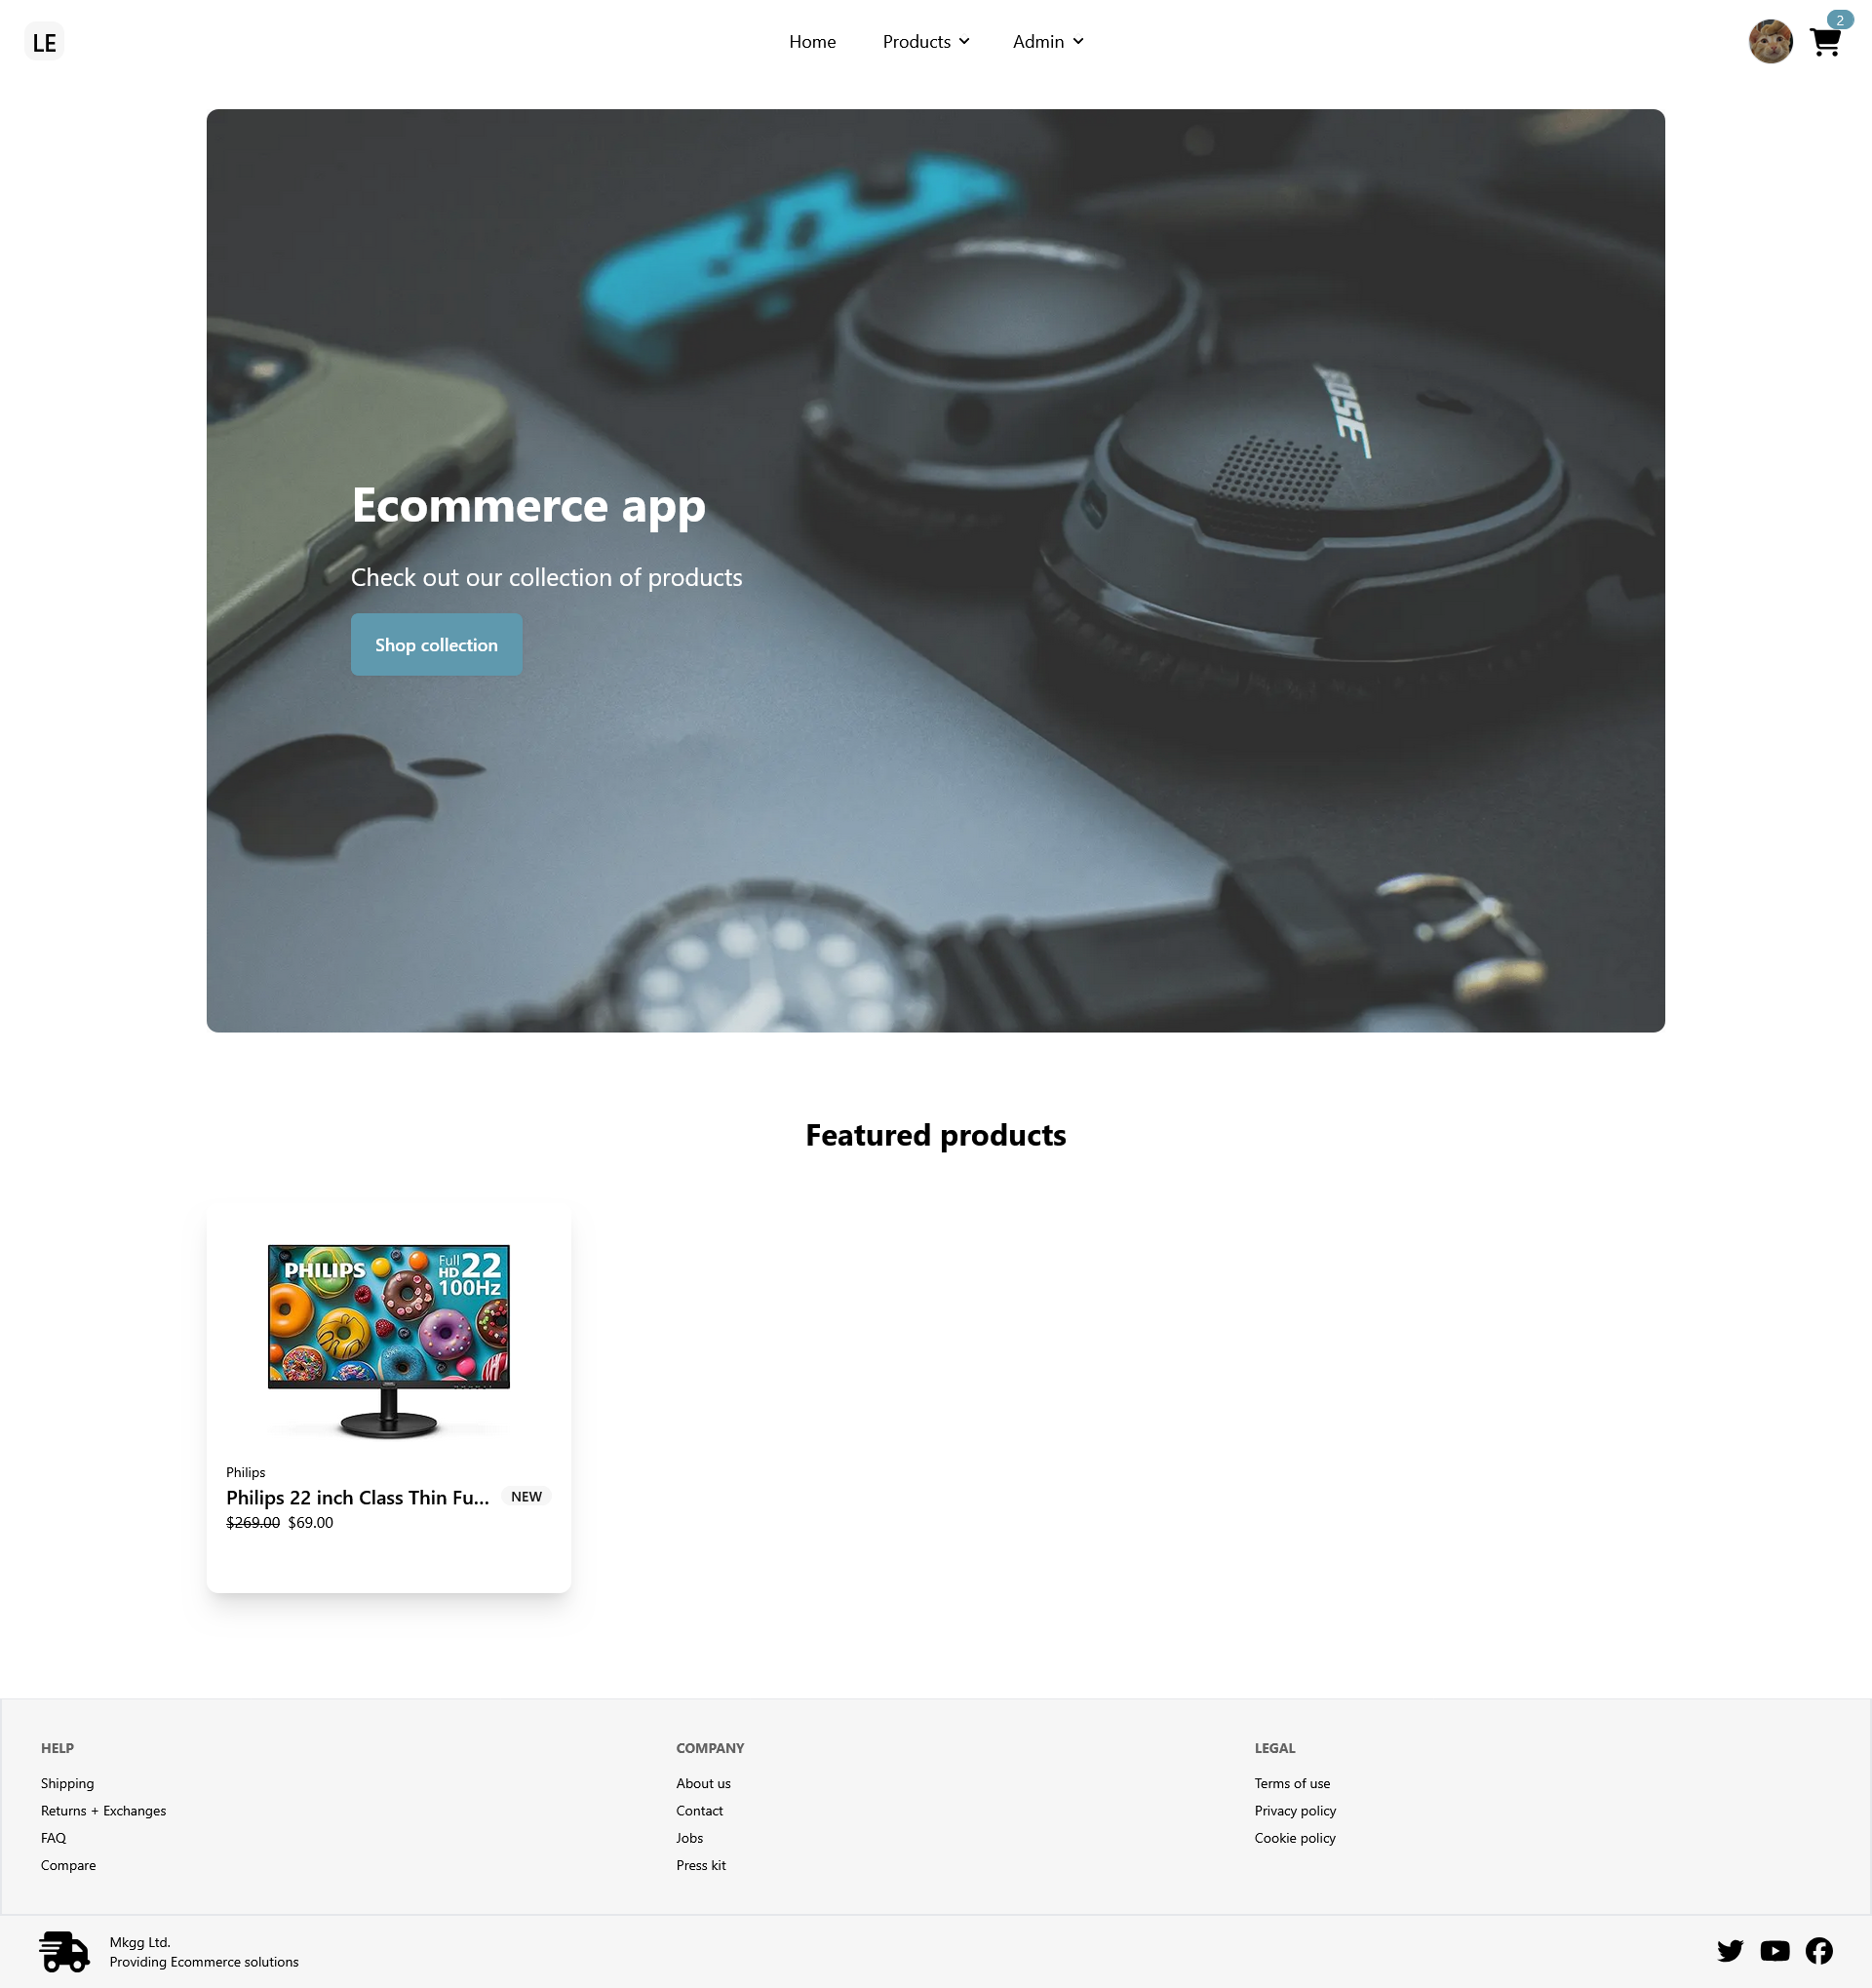 LE
Home
Products
Admin
2
BOSE
Ecommerce app
Check out our collection of products
Shop collection
Featured products
PHILIPS
Full HD 22
100Hz
Philips
Philips 22 inch Class Thin Fu...
NEW
$269.00 $69.00
HELP
Shipping
Returns + Exchanges
FAQ
Compare
COMPANY
About us
Contact
Jobs
Press kit
LEGAL
Terms of use
Privacy policy
Cookie policy
Mkgg Ltd.
Providing Ecommerce solutions